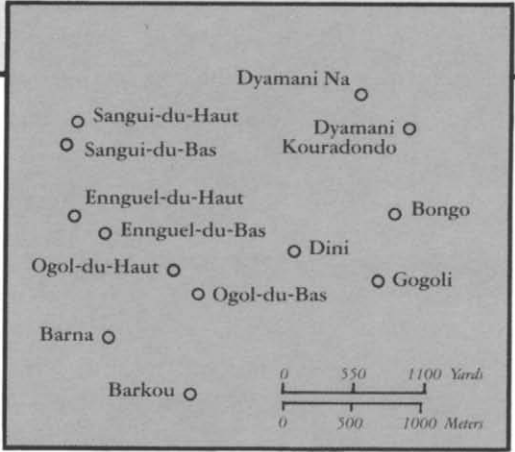 Dyamani Na
Sangui-du-Haut
Dyamani
Kouradondo
Sangui-du-Bas
Ennguel-du-Haut
Bongo
Ennguel-du-Bas
Dini
Ogol-du-Haut
Gogoli
Ogol-du-Bas
Barna
0 550 1100 Yards
Barkou
0 500 1000 Meters